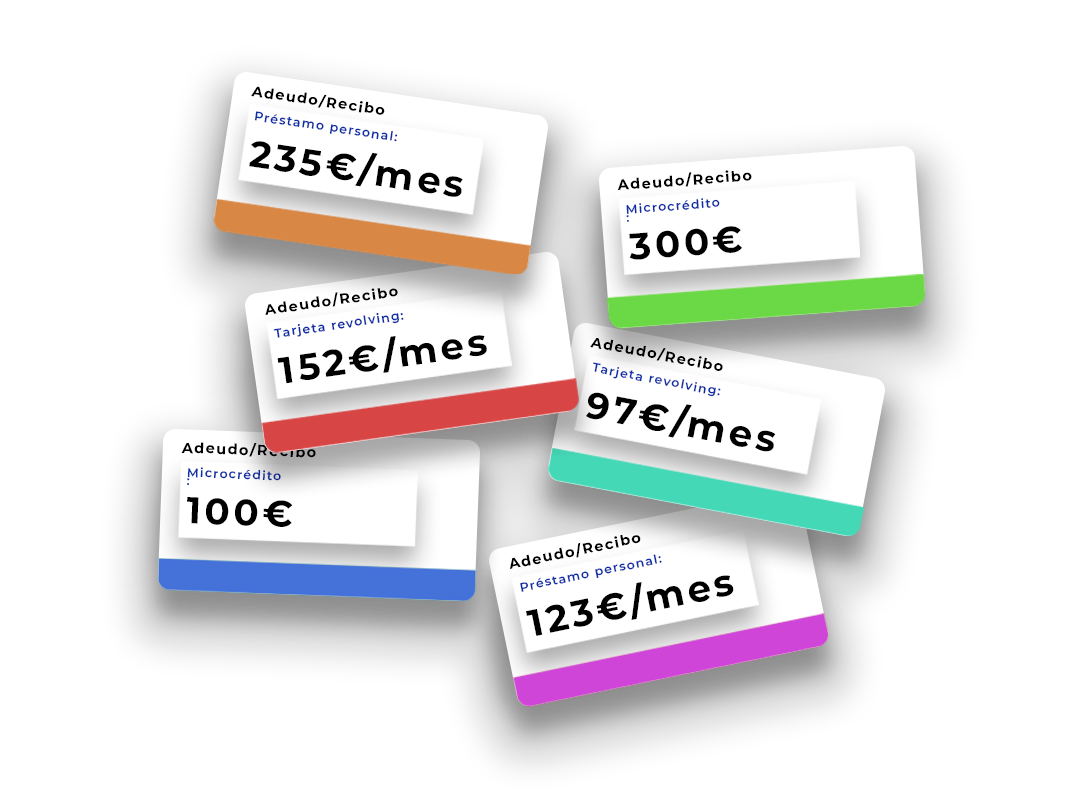 Adeudo/Recibo
Préstamo personal:
235€/mes
Adeudo/Recibo
Microcrédito
:
300€
Adeudo/Recibo
Tarjeta revolving:
152€/mes
Adeudo/Recibo
Tarjeta revolving:
97€/mes
Adeudo/Recibo
Microcrédito
:
100€
Adeudo/Recibo
Préstamo personal:
123€/mes